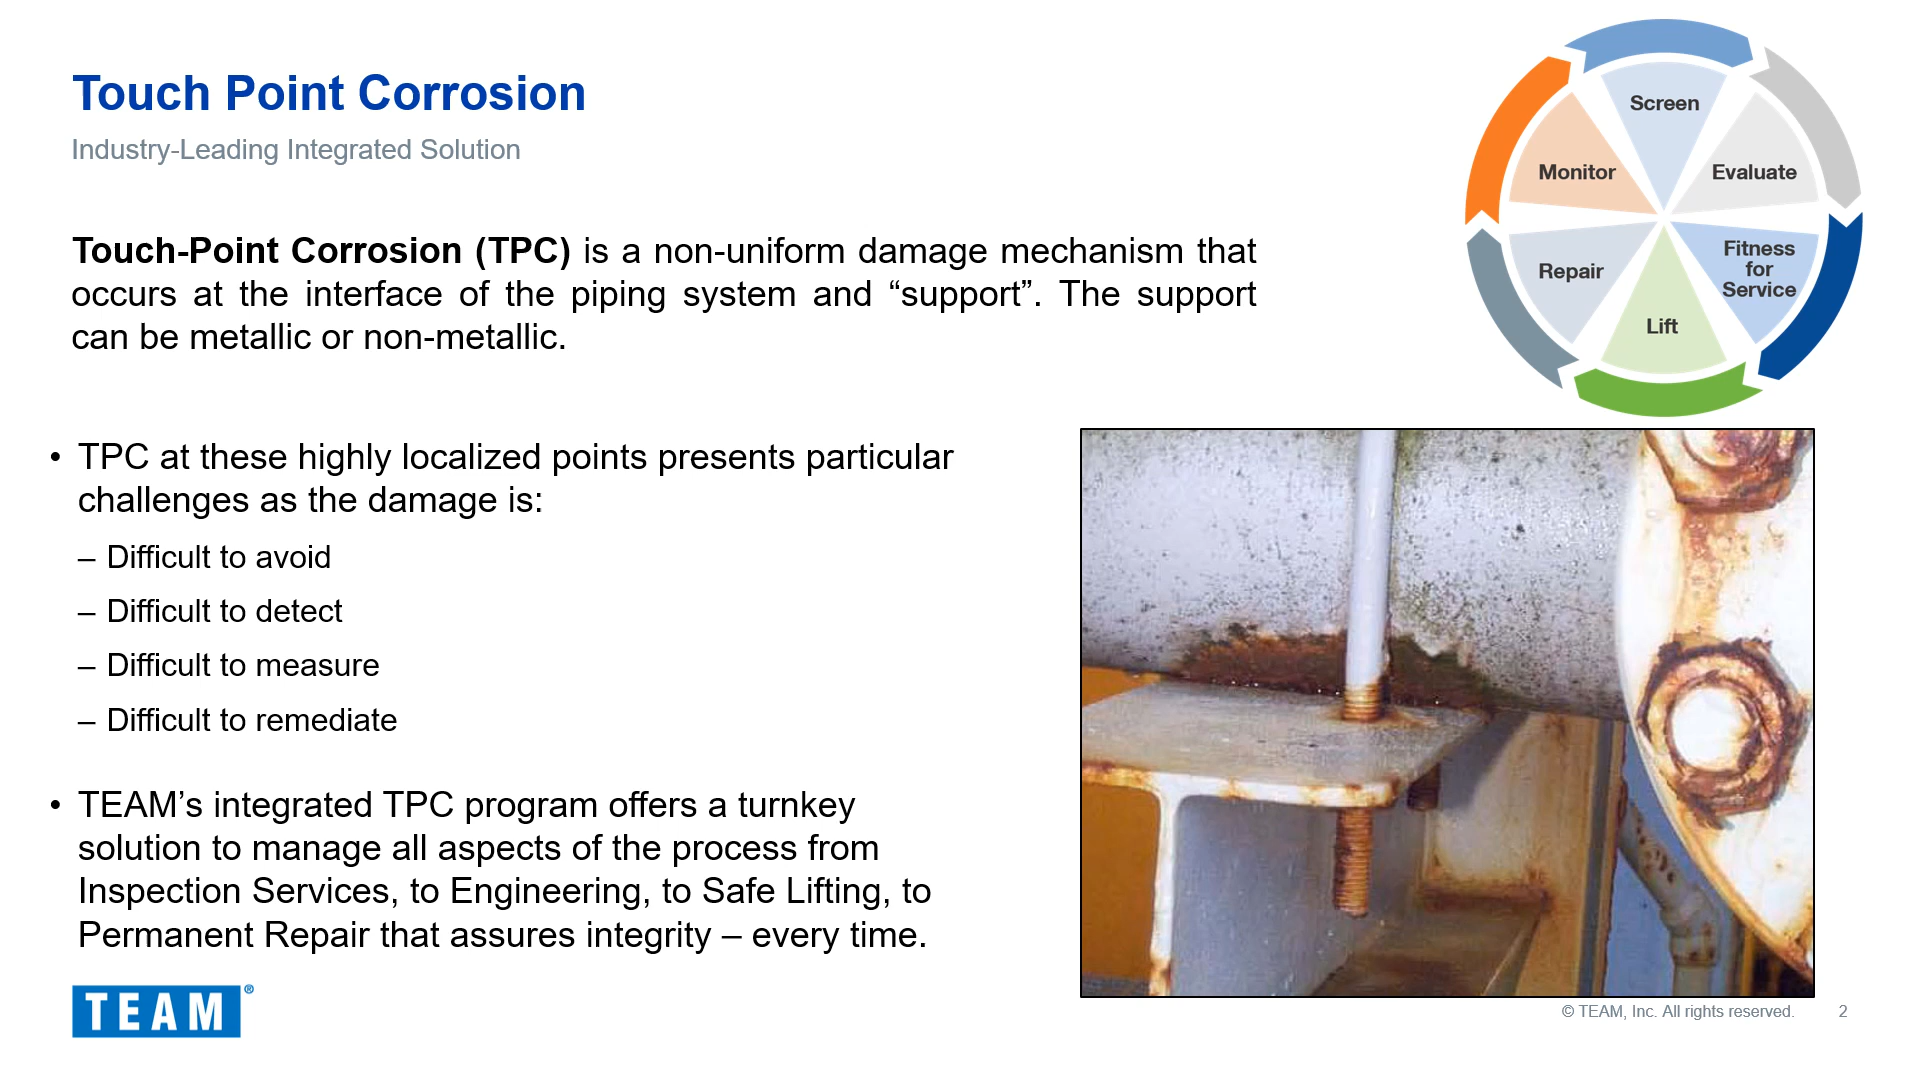 Touch Point Corrosion
Industry-Leading Integrated Solution
Screen
Evaluate
Fitness
for
Service
Lift
Repair
Monitor
Touch-Point Corrosion (TPC) is a non-uniform damage mechanism that
occurs at the interface of the piping system and “support”. The support
can be metallic or non-metallic.
• TPC at these highly localized points presents particular
challenges as the damage is:
– Difficult to avoid
– Difficult to detect
– Difficult to measure
– Difficult to remediate
• TEAM’s integrated TPC program offers a turnkey
solution to manage all aspects of the process from
Inspection Services, to Engineering, to Safe Lifting, to
Permanent Repair that assures integrity – every time.
TEAM®
© TEAM, Inc. All rights reserved. 2